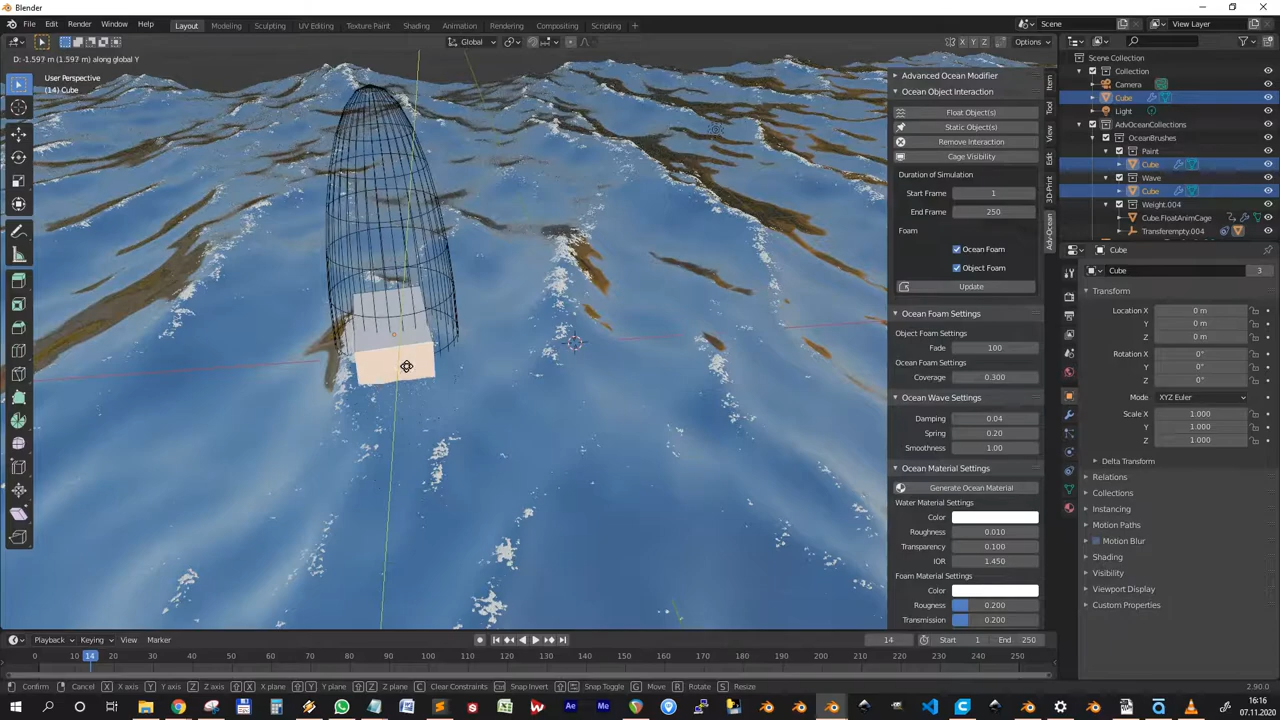 Blender
File Edit Render Window Help Layout Modeling Sculpting UV Editing Texture Paint Shading Animation Rendering Compositing Scripting + Scene View Layer
Global X Y Z Options
D: -1.597 m (1.597 m) along global Y
User Perspective
(14) Cube
Advanced Ocean Modifier
Ocean Object Interaction
Float Object(s)
Static Object(s)
Remove Interaction
Cage Visibility
Duration of Simulation
Start Frame 1
End Frame 250
Foam
Ocean Foam
Object Foam
Update
Ocean Foam Settings
Object Foam Settings
Fade 100
Ocean Foam Settings
Coverage 0.300
Ocean Wave Settings
Damping 0.04
Spring 0.20
Smoothness 1.00
Ocean Material Settings
Generate Ocean Material
Water Material Settings
Color
Roughness 0.010
Transparency 0.100
IOR 1.450
Foam Material Settings
Color
Rougness 0.200
Transmission 0.200
Item
Tool
View
Edit
3D-Print
Adv-Ocean
Scene Collection
Collection
Camera
Cube
Light
AdvOceanCollections
OceanBrushes
Paint
Cube
Wave
Cube
Weight.004
Cube.FloatAnimCage
Transferempty.004
Cube
Cube 3
Transform
Location X 0 m
Y 0 m
Z 0 m
Rotation X 0°
Y 0°
Z 0°
Mode XYZ Euler
Scale X 1.000
Y 1.000
Z 1.000
Delta Transform
Relations
Collections
Instancing
Motion Paths
Motion Blur
Shading
Visibility
Viewport Display
Custom Properties
Playback Keying View Marker 14 Start 1 End 250
0 10 14 20 30 40 50 60 70 80 90 100 110 120 130 140 150 160 170 180 190 200 210 220 230 240 250
Confirm Cancel X X axis Y Y axis Z Z axis X X plane Y Y plane Z Z plane C Clear Constraints Ctrl Snap Invert Snap Toggle G Move R Rotate S Resize 2.90.0
16:16
07.11.2020